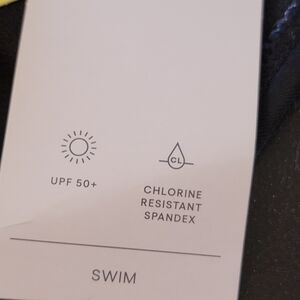 CL
UPF 50+
CHLORINE
RESISTANT
SPANDEX
SWIM